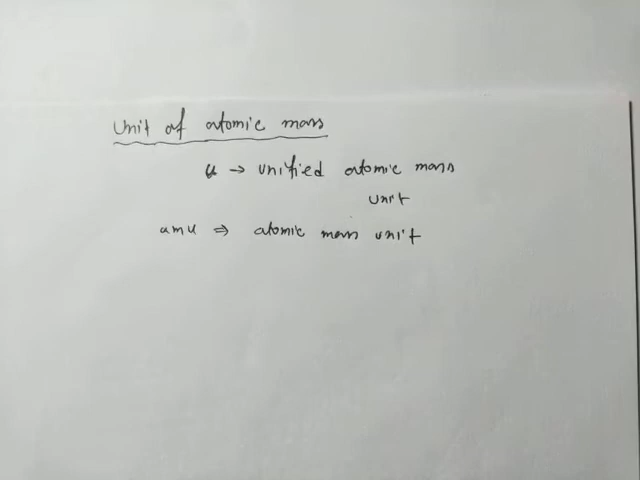 Unit of atomic mass
u → unified atomic mass
unit
amu ⇒ atomic mass unit